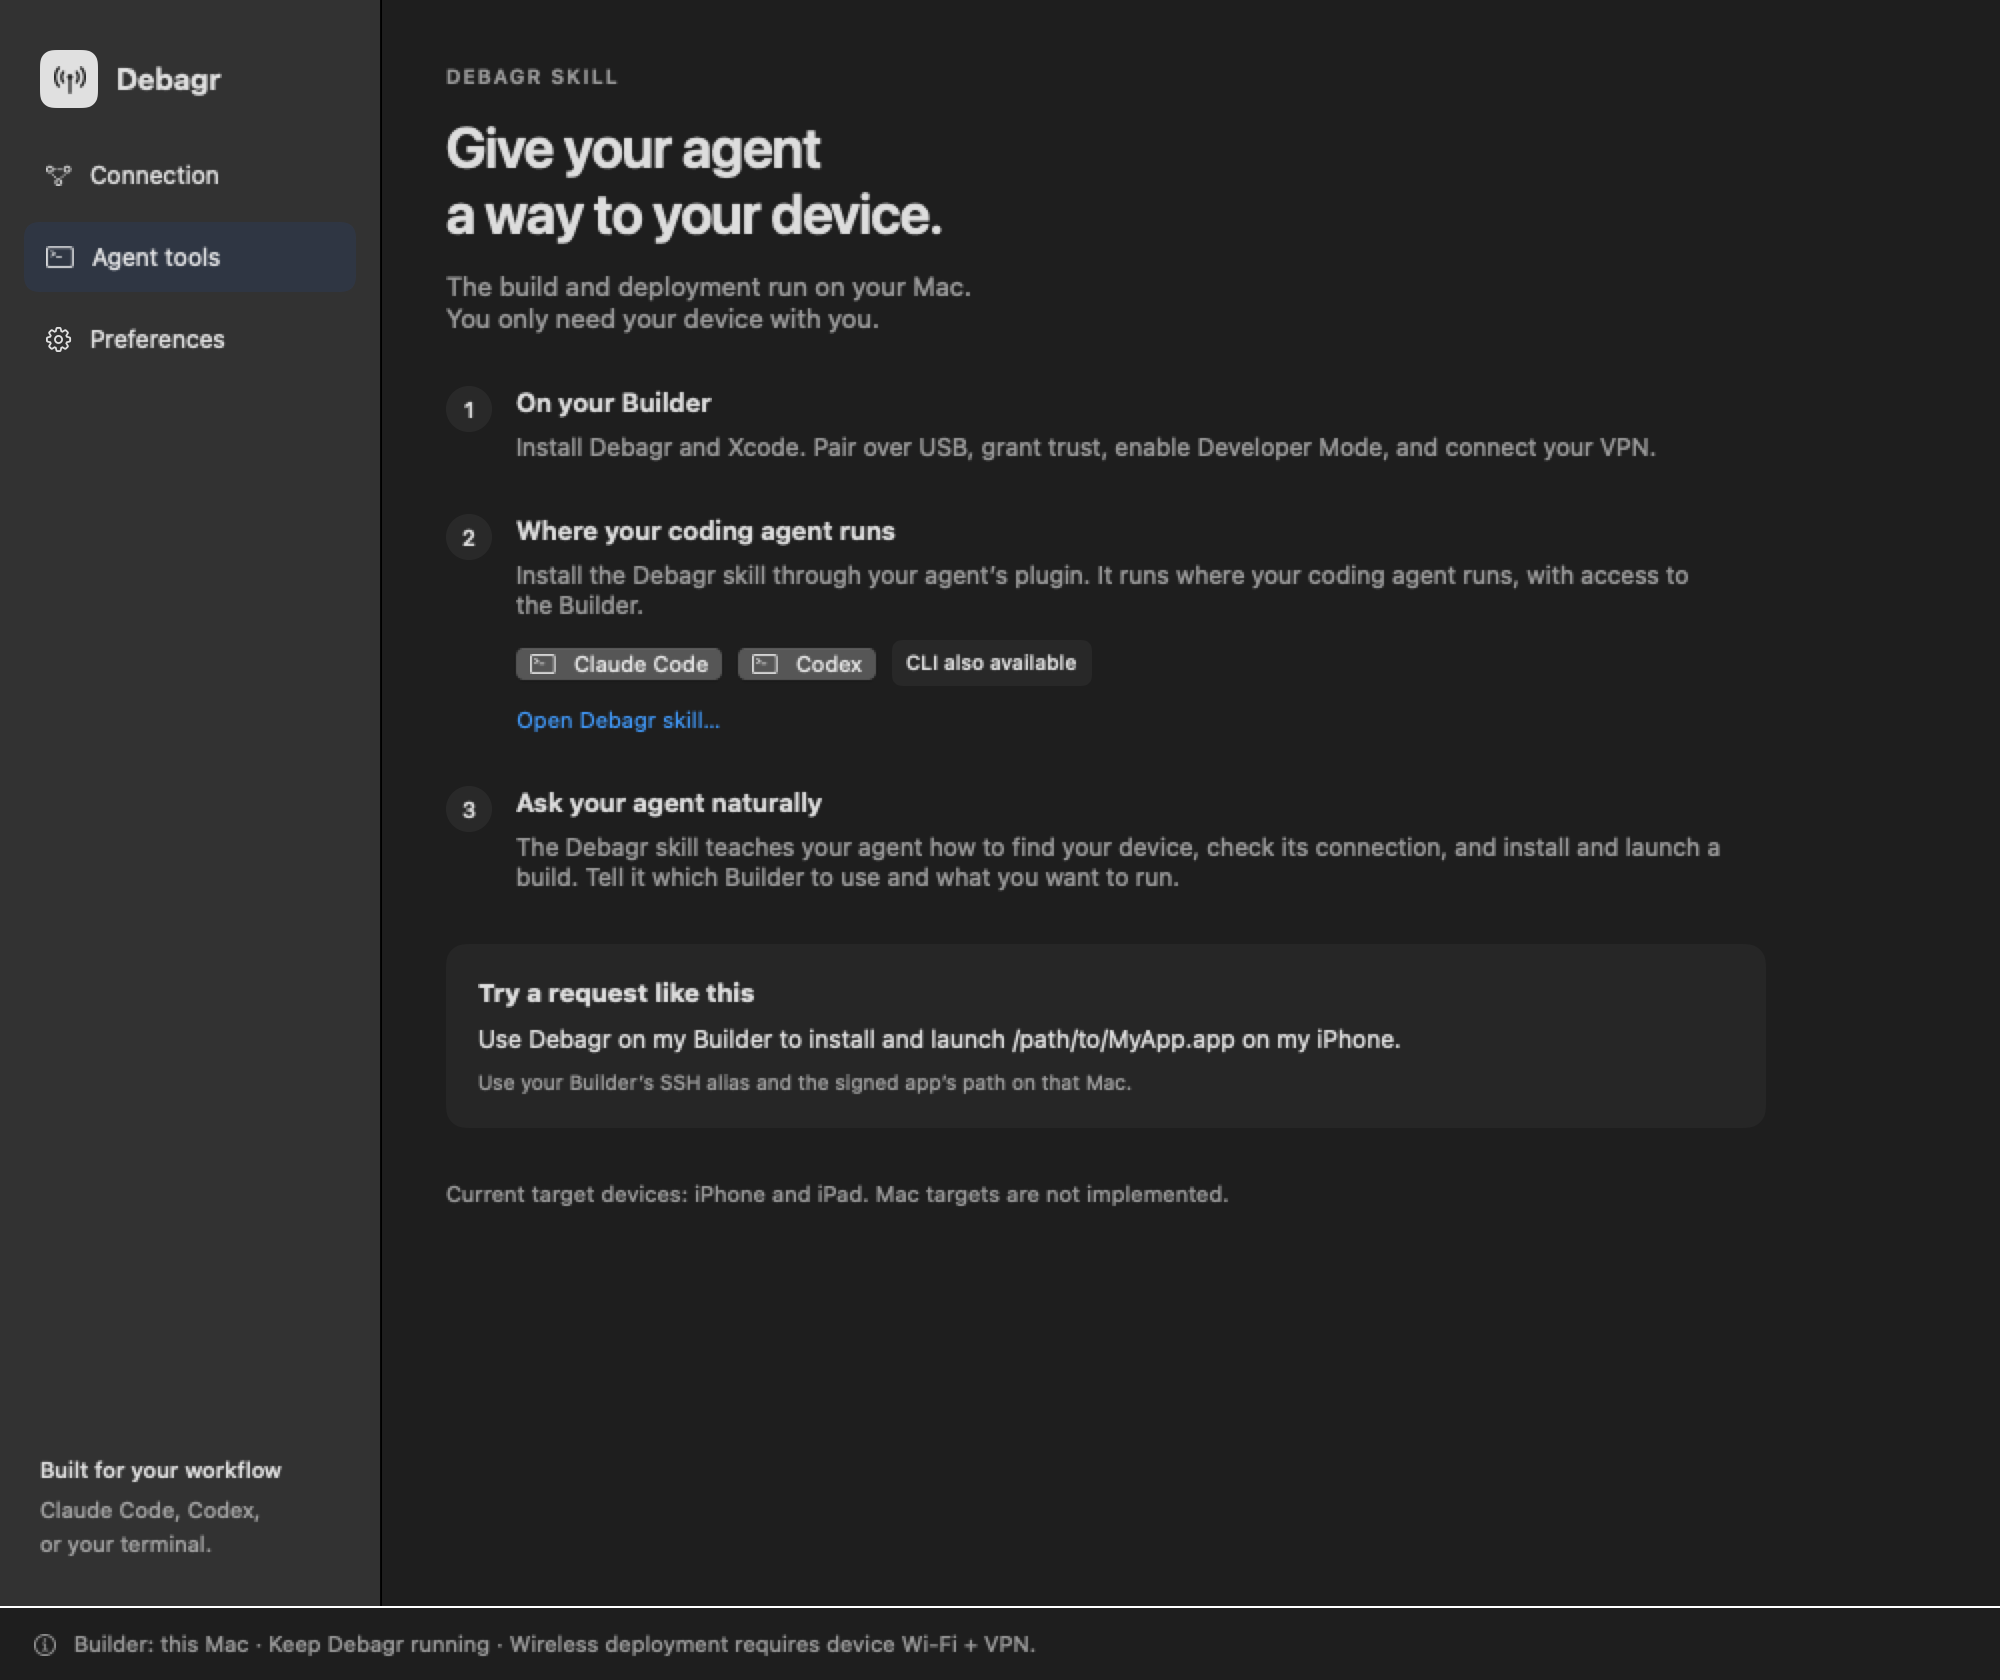 Debagr
Connection
Agent tools
Preferences
DEBAGR SKILL
Give your agent
a way to your device.
The build and deployment run on your Mac.
You only need your device with you.
1
On your Builder
Install Debagr and Xcode. Pair over USB, grant trust, enable Developer Mode, and connect your VPN.
2
Where your coding agent runs
Install the Debagr skill through your agent’s plugin. It runs where your coding agent runs, with access to
the Builder.
Claude Code
Codex
CLI also available
Open Debagr skill...
3
Ask your agent naturally
The Debagr skill teaches your agent how to find your device, check its connection, and install and launch a
build. Tell it which Builder to use and what you want to run.
Try a request like this
Use Debagr on my Builder to install and launch /path/to/MyApp.app on my iPhone.
Use your Builder’s SSH alias and the signed app’s path on that Mac.
Current target devices: iPhone and iPad. Mac targets are not implemented.
Built for your workflow
Claude Code, Codex,
or your terminal.
Builder: this Mac · Keep Debagr running · Wireless deployment requires device Wi-Fi + VPN.